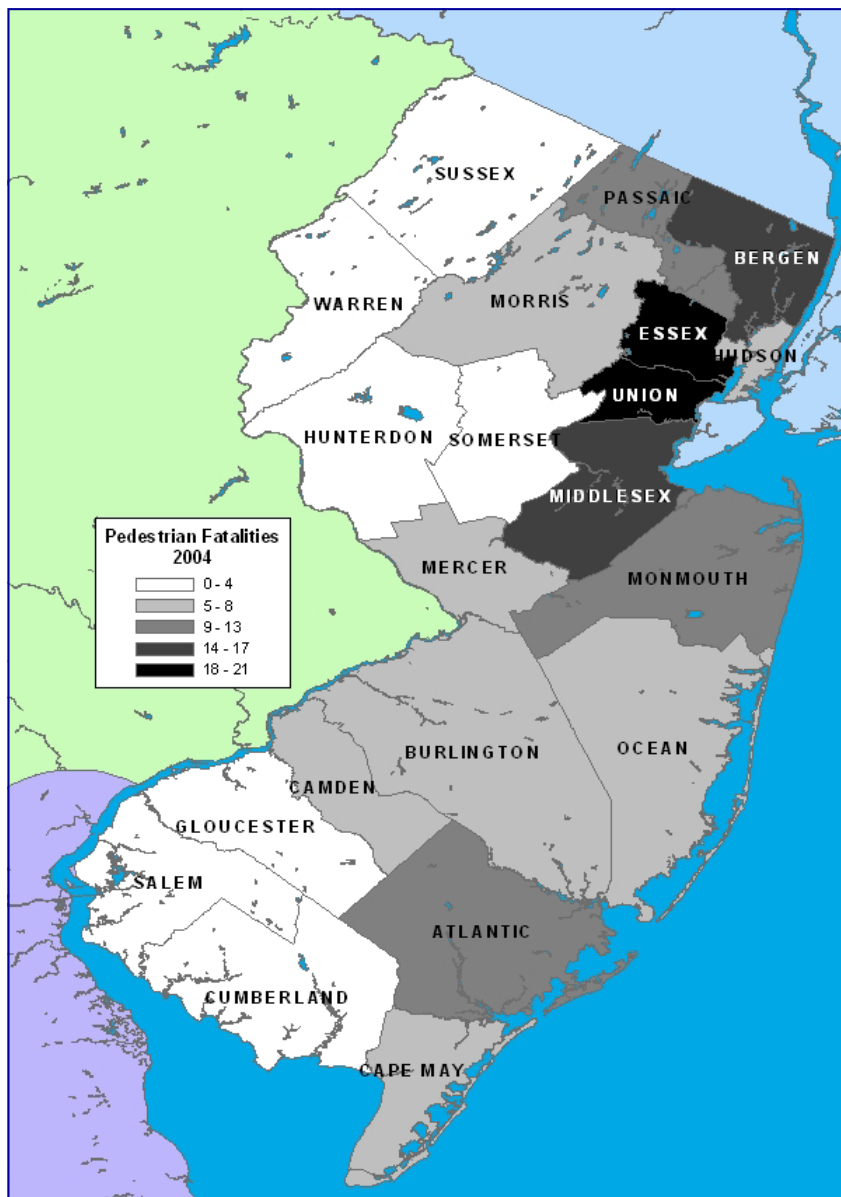 SUSSEX
PASSAIC
BERGEN
WARREN
MORRIS
ESSEX
HUDSON
UNION
HUNTERDON
SOMERSET
MIDDLESEX
Pedestrian Fatalities
2004
0 - 4
5 - 8
9 - 13
14 - 17
18 - 21
MERCER
MONMOUTH
BURLINGTON
OCEAN
CAMDEN
GLOUCESTER
SALEM
ATLANTIC
CUMBERLAND
CAPE MAY